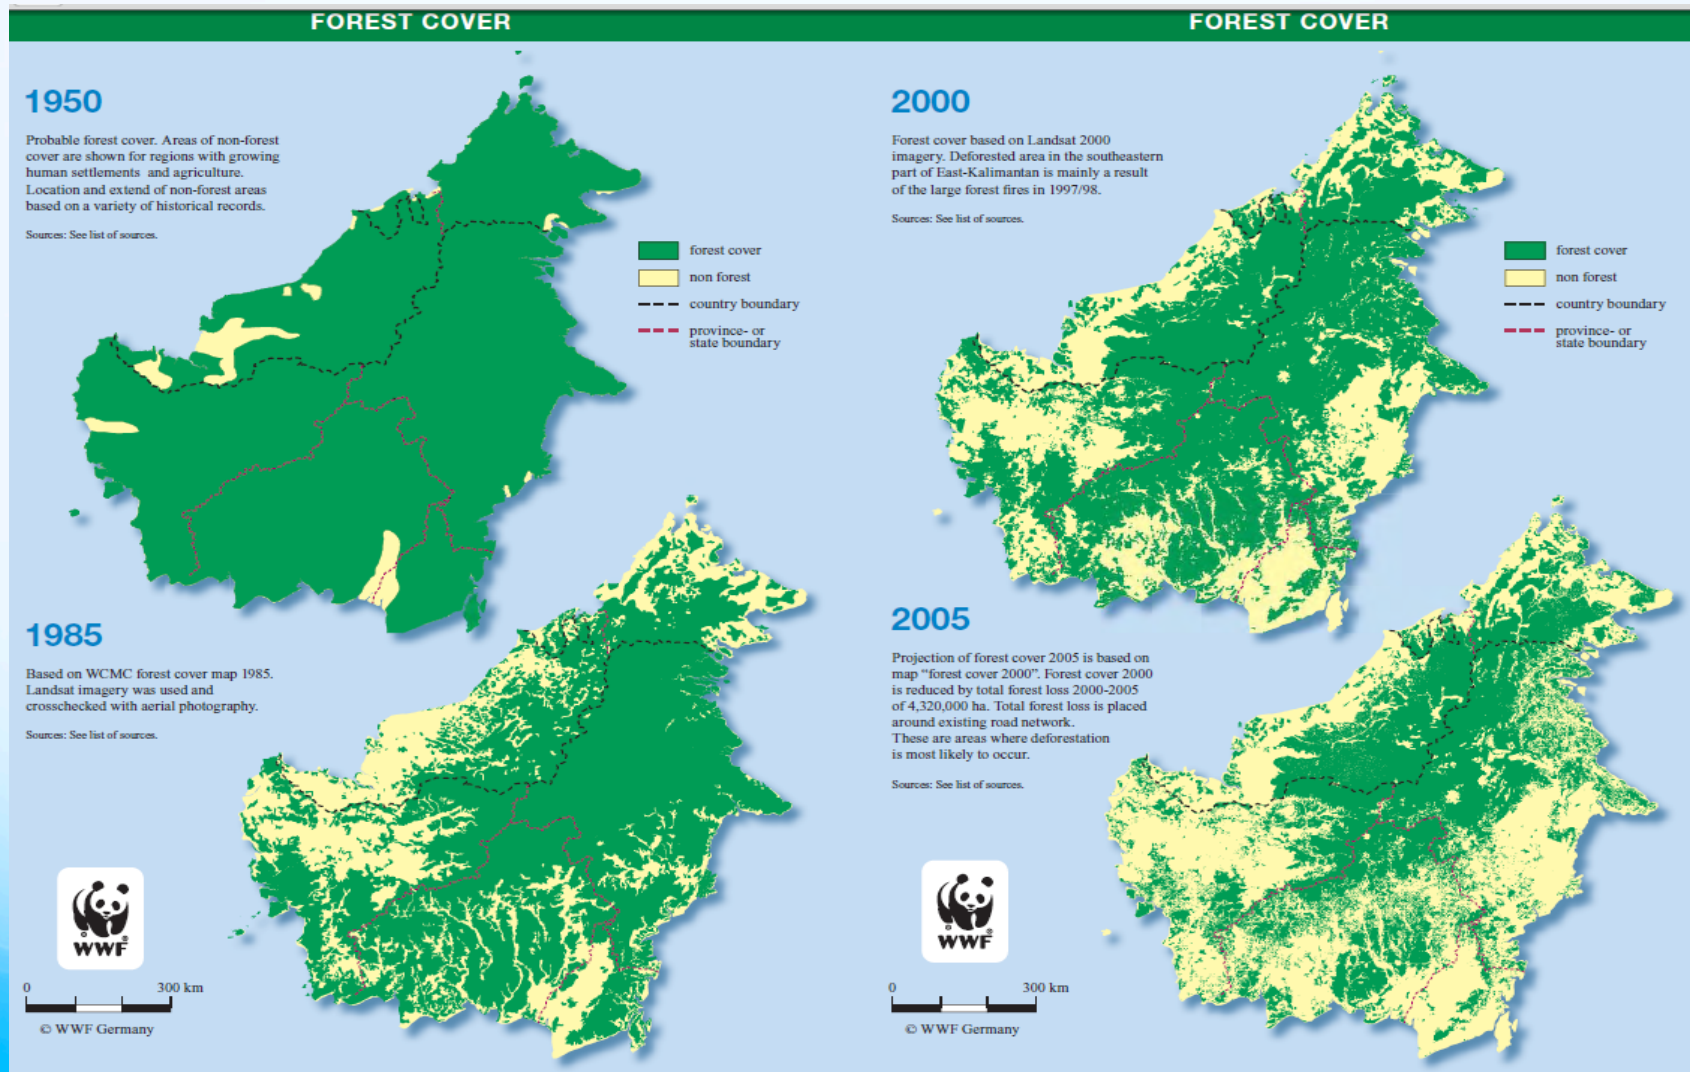 FOREST COVER
1950
Probable forest cover. Areas of non-forest
cover are shown for regions with growing
human settlements and agriculture.
Location and extend of non-forest areas
based on a variety of historical records.
Sources: See list of sources.
forest cover
non forest
country boundary
province- or
state boundary
1985
Based on WCMC forest cover map 1985.
Landsat imagery was used and
crosschecked with aerial photography.
Sources: See list of sources.
WWF
0 300 km
© WWF Germany
FOREST COVER
2000
Forest cover based on Landsat 2000
imagery. Deforested area in the southeastern
part of East-Kalimantan is mainly a result
of the large forest fires in 1997/98.
Sources: See list of sources.
forest cover
non forest
country boundary
province- or
state boundary
2005
Projection of forest cover 2005 is based on
map “forest cover 2000”. Forest cover 2000
is reduced by total forest loss 2000-2005
of 4,320,000 ha. Total forest loss is placed
around existing road network.
These are areas where deforestation
is most likely to occur.
Sources: See list of sources.
WWF
0 300 km
© WWF Germany